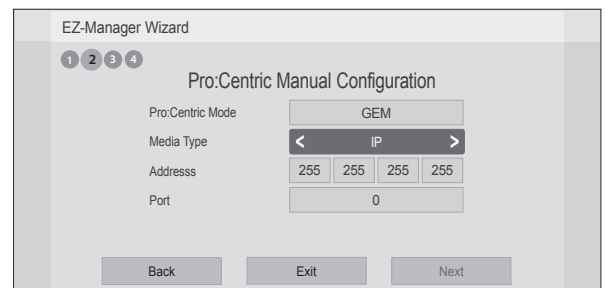 EZ-Manager Wizard
1 2 3 4
Pro:Centric Manual Configuration
Pro:Centric Mode GEM
Media Type < IP >
Addresss 255 255 255 255
Port 0
Back Exit Next